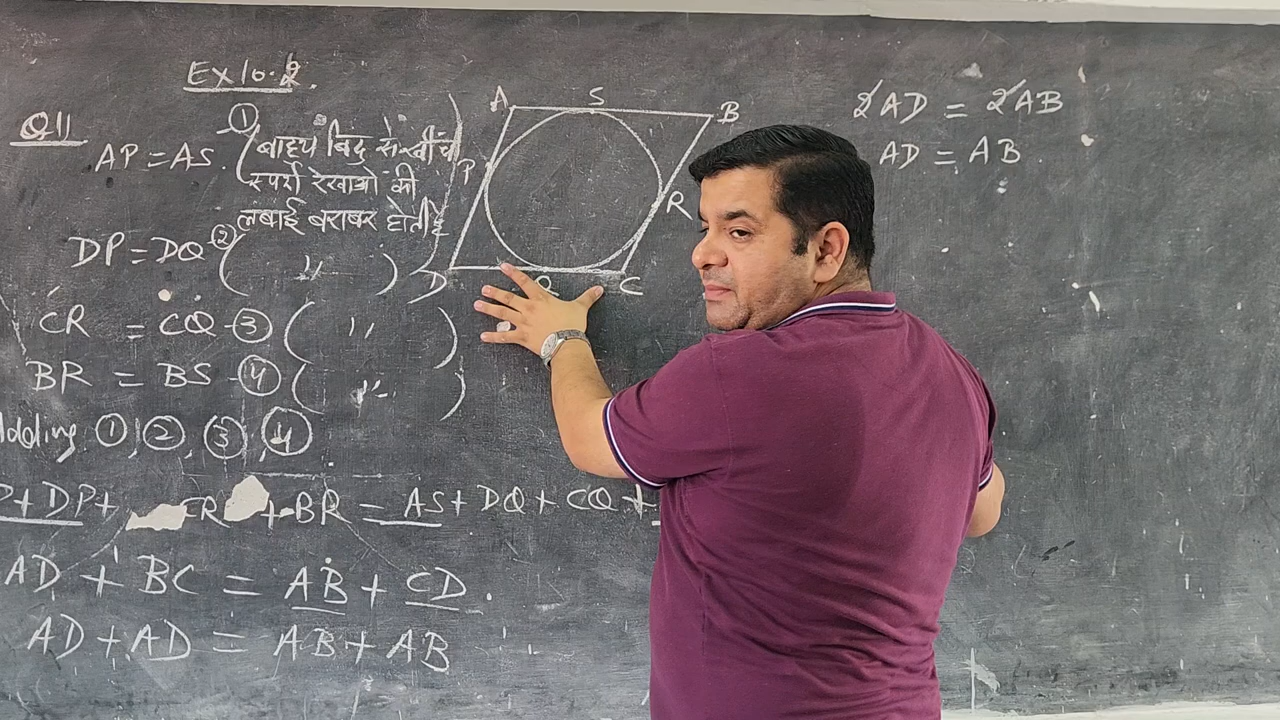 Ex 10.2.
Q11
AP = AS. ① (बाहय बिंदु से खींची
स्पर्श रेखाओं की
लंबाई बराबर होती है)
DP = DQ ② ( " )
CR = CQ - ③ ( " )
BR = BS - ④ ( " )
Adding ①, ②, ③, ④
P + DP + CR + BR = AS + DQ + CQ +
AD + BC = AB + CD.
AD + AD = AB + AB
A S B
P
R
D Q C
2AD = 2AB
AD = AB.